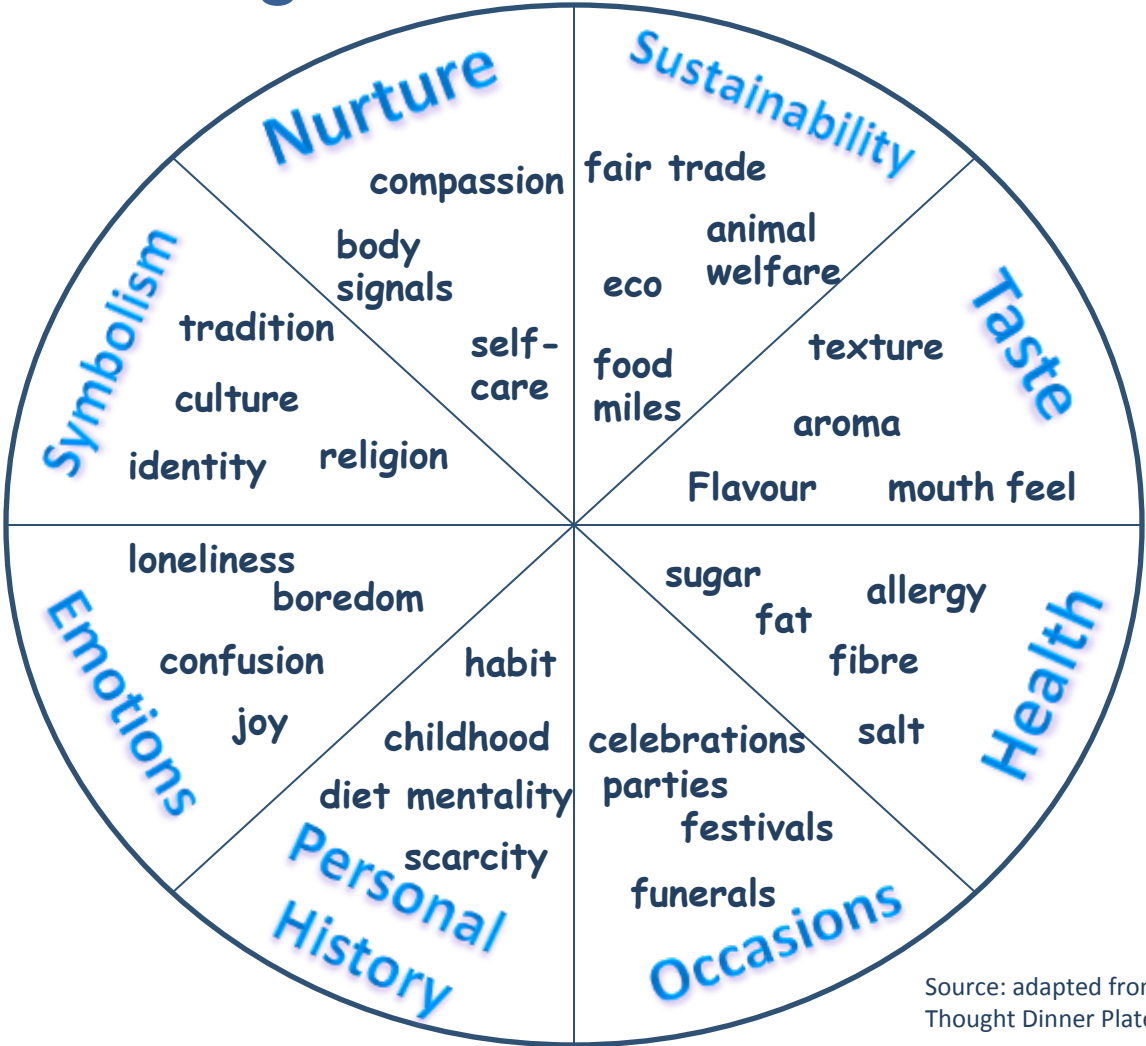 Nurture
compassion
body
signals
self-
care
Sustainability
fair trade
animal
welfare
eco
food
miles
Taste
texture
aroma
Flavour
mouth feel
Health
sugar
allergy
fat
fibre
salt
Occasions
celebrations
parties
festivals
funerals
Personal
History
habit
childhood
diet mentality
scarcity
Emotions
loneliness
boredom
confusion
joy
Symbolism
tradition
culture
identity
religion
Source: adapted from
Thought Dinner Plate